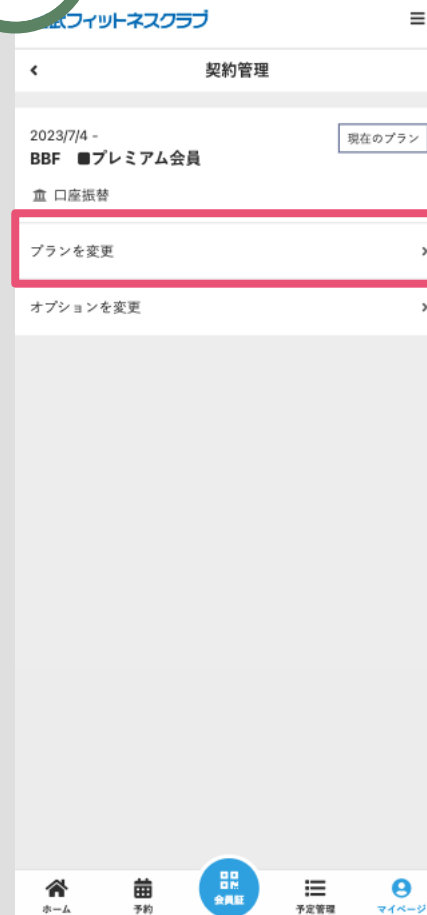 武フィットネスクラブ
契約管理
2023/7/4 -
現在のプラン
BBF ■プレミアム会員
口座振替
プランを変更
オプションを変更
ホーム
予約
会員証
予定管理
マイページ